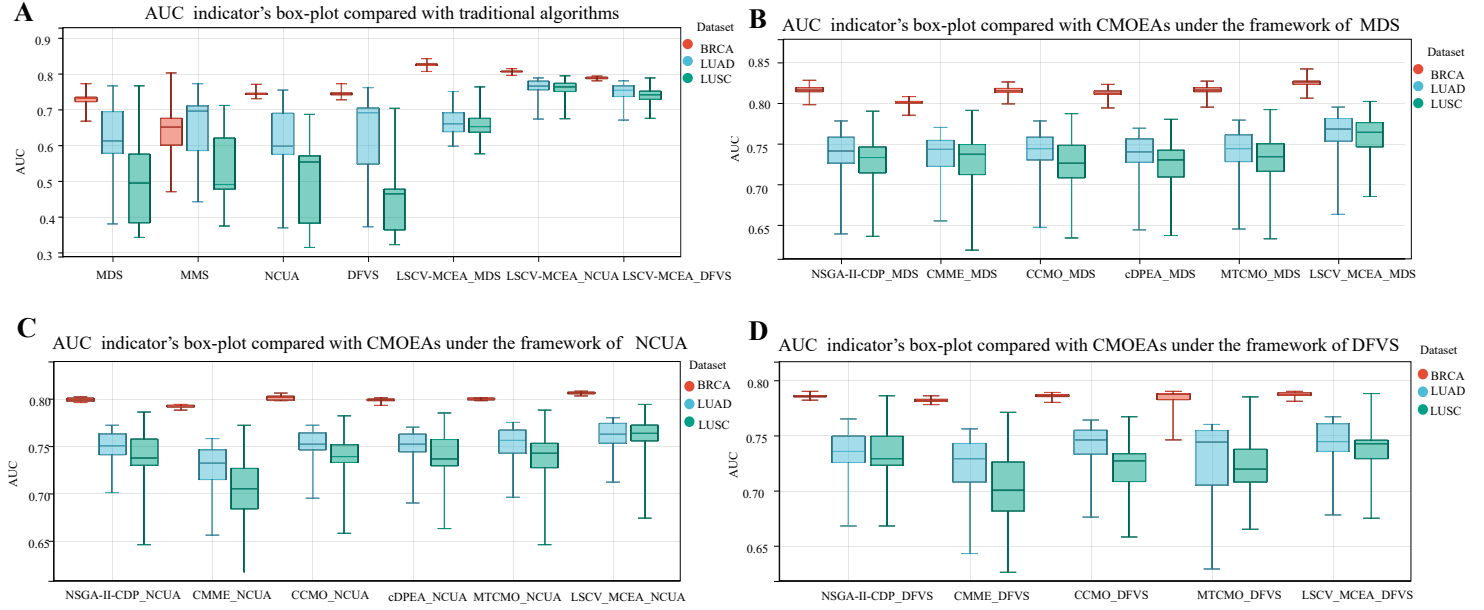 A
AUC indicator's box-plot compared with traditional algorithms
Dataset
BRCA
LUAD
LUSC
0.9
0.8
0.7
0.6
0.5
0.4
0.3
AUC
MDS
MMS
NCUA
DFVS
LSCV-MCEA_MDS
LSCV-MCEA_NCUA
LSCV-MCEA_DFVS
B
AUC indicator's box-plot compared with CMOEAs under the framework of MDS
Dataset
BRCA
LUAD
LUSC
0.85
0.80
0.75
0.70
0.65
AUC
NSGA-II-CDP_MDS
CMME_MDS
CCMO_MDS
cDPEA_MDS
MTCMO_MDS
LSCV_MCEA_MDS
C
AUC indicator's box-plot compared with CMOEAs under the framework of NCUA
Dataset
BRCA
LUAD
LUSC
0.80
0.75
0.70
0.65
AUC
NSGA-II-CDP_NCUA
CMME_NCUA
CCMO_NCUA
cDPEA_NCUA
MTCMO_NCUA
LSCV_MCEA_NCUA
D
AUC indicator's box-plot compared with CMOEAs under the framework of DFVS
Dataset
BRCA
LUAD
LUSC
0.80
0.75
0.70
0.65
AUC
NSGA-II-CDP_DFVS
CMME_DFVS
CCMO_DFVS
MTCMO_DFVS
LSCV_MCEA_DFVS